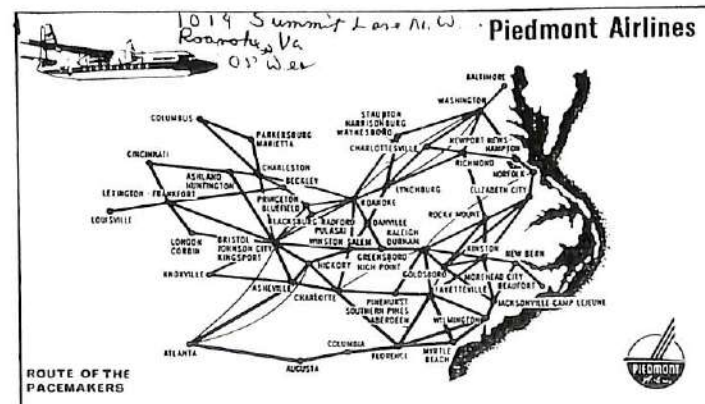 1014 Summit Lane N.W.
Roanoke, Va
Piedmont Airlines
BALTIMORE
WASHINGTON
COLUMBUS
STAUNTON
HARRISONBURG
WAYNESBORO
PARKERSBURG
MARIETTA
CHARLOTTESVILLE
NEWPORT NEWS-
HAMPTON
CINCINNATI
RICHMOND
CHARLESTON
ASHLAND
HUNTINGTON
BECKLEY
NORFOLK
LYNCHBURG
ELIZABETH CITY
LEXINGTON - FRANKFORT
PRINCETON
BLUEFIELD
ROANOKE
LOUISVILLE
BLACKSBURG RADFORD
PULASKI
DANVILLE
ROCKY MOUNT
LONDON
CORBIN
BRISTOL
JOHNSON CITY
KINGSPORT
WINSTON SALEM
RALEIGH
DURHAM
GREENSBORO
HIGH POINT
KINSTON
NEW BERN
HICKORY
GOLDSBORO
MOREHEAD CITY
BEAUFORT
KNOXVILLE
ASHEVILLE
CHARLOTTE
FAYETTEVILLE
JACKSONVILLE-CAMP LEJEUNE
PINEHURST
SOUTHERN PINES
ABERDEEN
WILMINGTON
ATLANTA
COLUMBIA
FLORENCE
MYRTLE
BEACH
AUGUSTA
ROUTE OF THE
PACEMAKERS
PIEDMONT